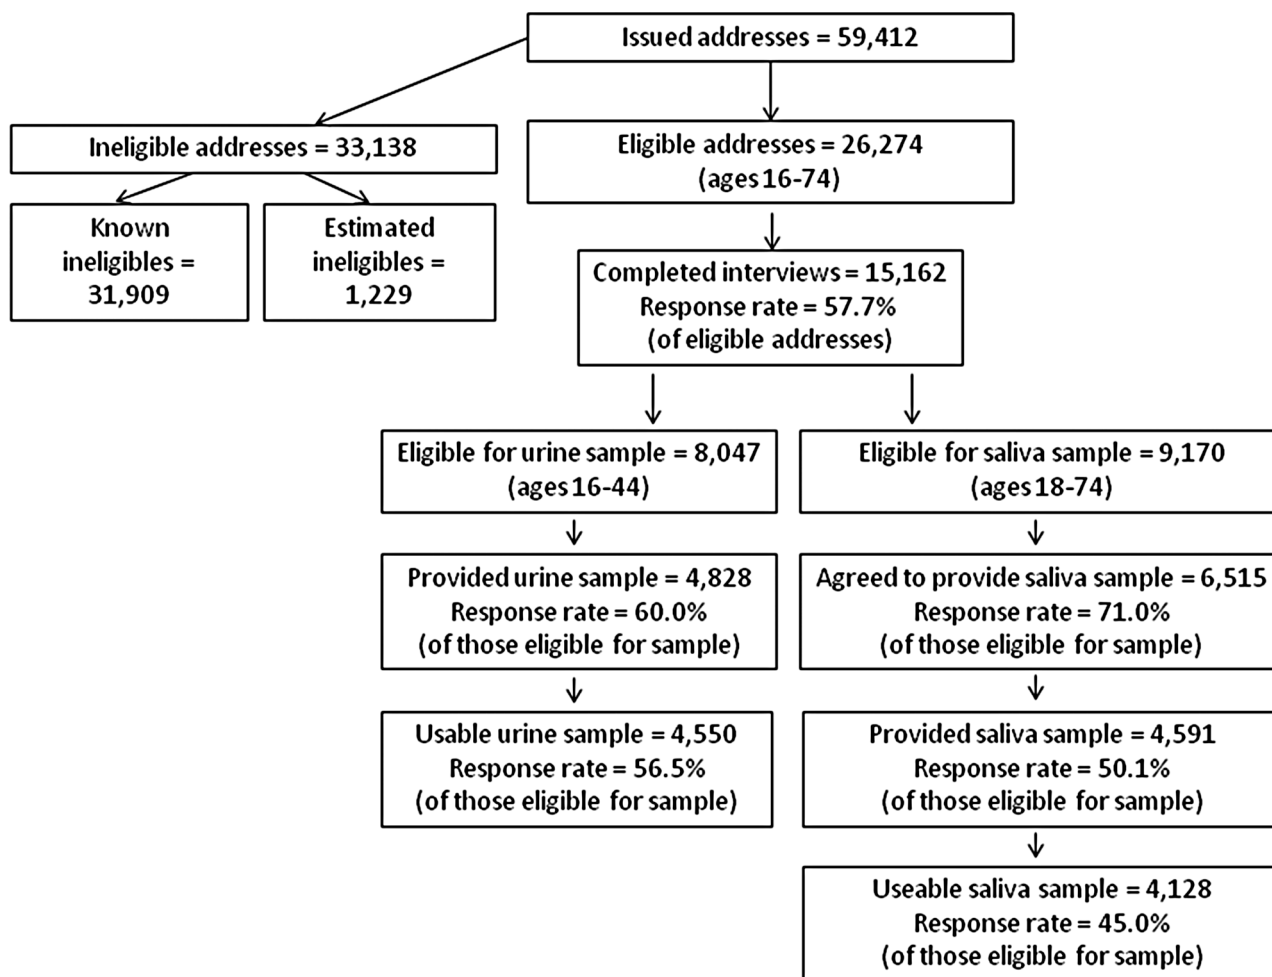 Issued addresses = 59,412
Ineligible addresses = 33,138
Eligible addresses = 26,274
(ages 16-74)
Known
ineligibles =
31,909
Estimated
ineligibles =
1,229
Completed interviews = 15,162
Response rate = 57.7%
(of eligible addresses)
Eligible for urine sample = 8,047
(ages 16-44)
Eligible for saliva sample = 9,170
(ages 18-74)
Provided urine sample = 4,828
Response rate = 60.0%
(of those eligible for sample)
Agreed to provide saliva sample = 6,515
Response rate = 71.0%
(of those eligible for sample)
Usable urine sample = 4,550
Response rate = 56.5%
(of those eligible for sample)
Provided saliva sample = 4,591
Response rate = 50.1%
(of those eligible for sample)
Useable saliva sample = 4,128
Response rate = 45.0%
(of those eligible for sample)